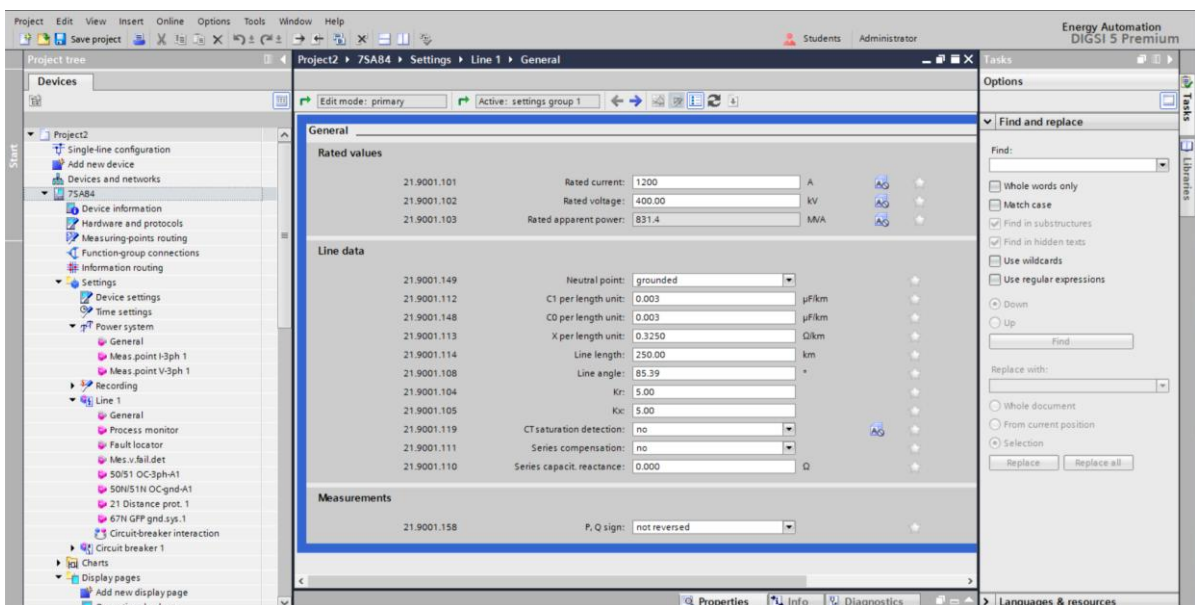 Project Edit View Insert Online Options Tools Window Help
Energy Automation
DIGSI 5 Premium
Save project
Students Administrator
Start
Project tree
Devices
Project2
Single-line configuration
Add new device
Devices and networks
7SA84
Device information
Hardware and protocols
Measuring-points routing
Function-group connections
Information routing
Settings
Device settings
Time settings
Power system
General
Meas.point I-3ph 1
Meas.point V-3ph 1
Recording
Line 1
General
Process monitor
Fault locator
Mes.v.fail.det
50/51 OC-3ph-A1
50N/51N OC-gnd-A1
21 Distance prot. 1
67N GFP gnd.sys.1
Circuit-breaker interaction
Circuit breaker 1
Charts
Display pages
Add new display page
Project2 ▸ 7SA84 ▸ Settings ▸ Line 1 ▸ General
Edit mode: primary Active: settings group 1
General
Rated values
21.9001.101 Rated current: 1200 A
21.9001.102 Rated voltage: 400.00 kV
21.9001.103 Rated apparent power: 831.4 MVA
Line data
21.9001.149 Neutral point: grounded
21.9001.112 C1 per length unit: 0.003 µF/km
21.9001.148 C0 per length unit: 0.003 µF/km
21.9001.113 X per length unit: 0.3250 Ω/km
21.9001.114 Line length: 250.00 km
21.9001.108 Line angle: 85.39 °
21.9001.104 Kr: 5.00
21.9001.105 Kx: 5.00
21.9001.119 CT saturation detection: no
21.9001.111 Series compensation: no
21.9001.110 Series capacit. reactance: 0.000 Ω
Measurements
21.9001.158 P, Q sign: not reversed
Properties Info Diagnostics
Tasks
Options
Find and replace
Find:
Whole words only
Match case
Find in substructures
Find in hidden texts
Use wildcards
Use regular expressions
Down
Up
Find
Replace with:
Whole document
From current position
Selection
Replace Replace all
Languages & resources
Tasks
Libraries